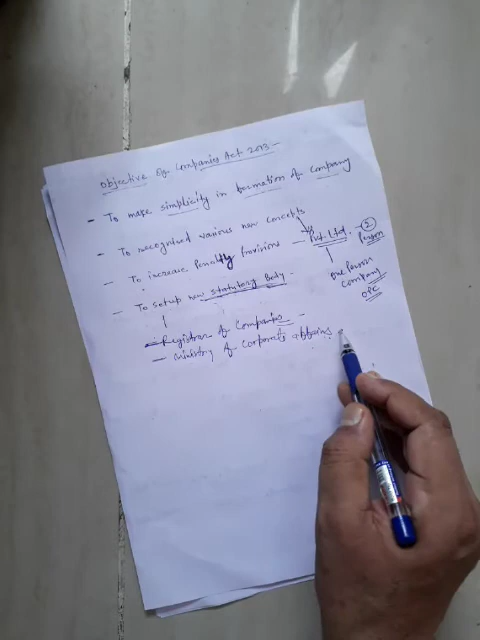 Objective of Companies Act 2013 -
- To make simplicity in formation of company
- To recognised various new concepts
Pvt. Ltd. - (2) Person
- To increase Penalty Provisions -
one Person
company
OPC
- To setup new statutory Body.
- Registrar of Companies -
- Ministry of corporate affairs